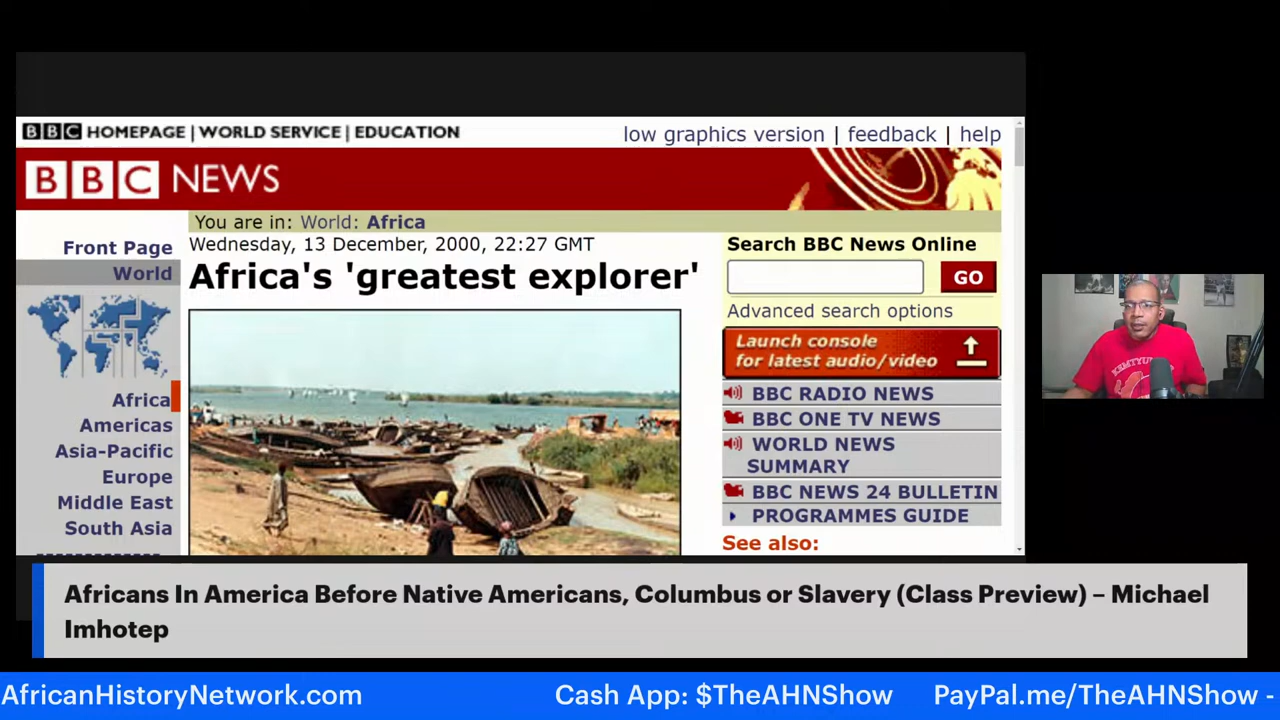 BBC HOMEPAGE | WORLD SERVICE | EDUCATION
low graphics version | feedback | help
BBC NEWS
You are in: World: Africa
Front Page
World
Africa
Americas
Asia-Pacific
Europe
Middle East
South Asia
Wednesday, 13 December, 2000, 22:27 GMT
Africa's 'greatest explorer'
Search BBC News Online
GO
Advanced search options
Launch console
for latest audio/video
BBC RADIO NEWS
BBC ONE TV NEWS
WORLD NEWS
SUMMARY
BBC NEWS 24 BULLETIN
PROGRAMMES GUIDE
See also:
Africans In America Before Native Americans, Columbus or Slavery (Class Preview) – Michael
Imhotep
AfricanHistoryNetwork.com Cash App: $TheAHNShow PayPal.me/TheAHNShow -